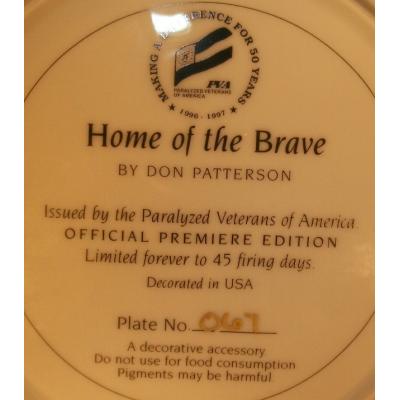 MAKING A DIFFERENCE FOR 50 YEARS
PVA
PARALYZED VETERANS
OF AMERICA
★ 1996 - 1997 ★
Home of the Brave
BY DON PATTERSON
Issued by the Paralyzed Veterans of America.
OFFICIAL PREMIERE EDITION
Limited forever to 45 firing days.
Decorated in USA
Plate No. 067
A decorative accessory
Do not use for food consumption
Pigments may be harmful.